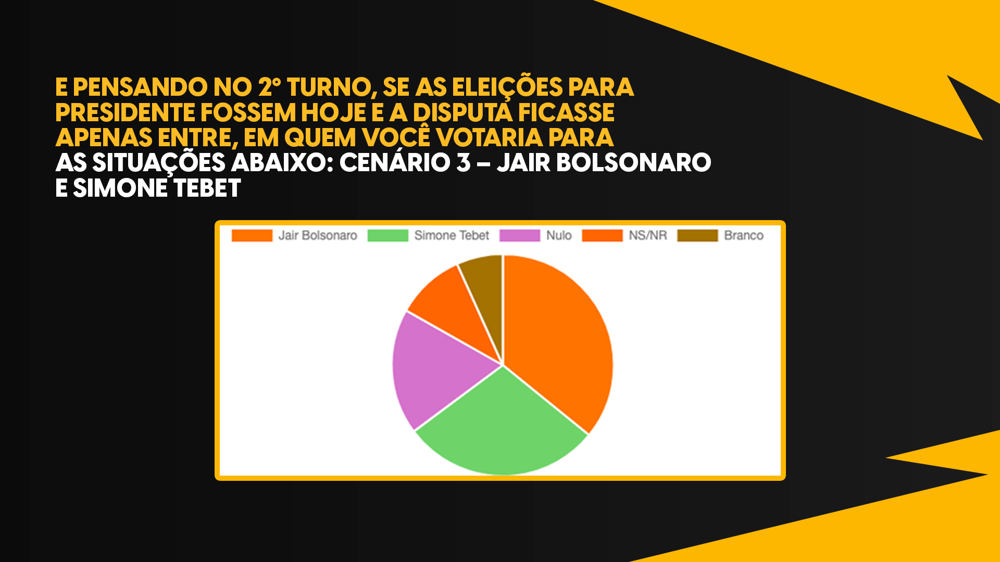 E PENSANDO NO 2º TURNO, SE AS ELEIÇÕES PARA
PRESIDENTE FOSSEM HOJE E A DISPUTA FICASSE
APENAS ENTRE, EM QUEM VOCÊ VOTARIA PARA
AS SITUAÇÕES ABAIXO: CENÁRIO 3 – JAIR BOLSONARO
E SIMONE TEBET
Jair Bolsonaro Simone Tebet Nulo NS/NR Branco